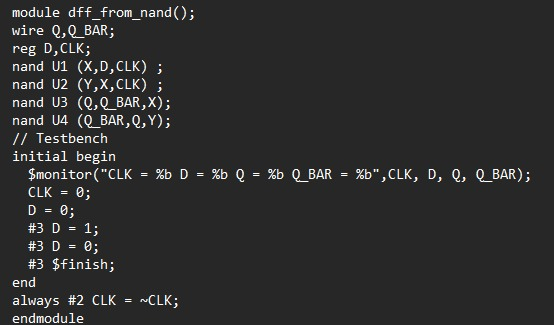 module dff_from_nand();
wire Q,Q_BAR;
reg D,CLK;
nand U1 (X,D,CLK) ;
nand U2 (Y,X,CLK) ;
nand U3 (Q,Q_BAR,X);
nand U4 (Q_BAR,Q,Y);
// Testbench
initial begin
  $monitor("CLK = %b D = %b Q = %b Q_BAR = %b",CLK, D, Q, Q_BAR);
  CLK = 0;
  D = 0;
  #3 D = 1;
  #3 D = 0;
  #3 $finish;
end
always #2 CLK = ~CLK;
endmodule